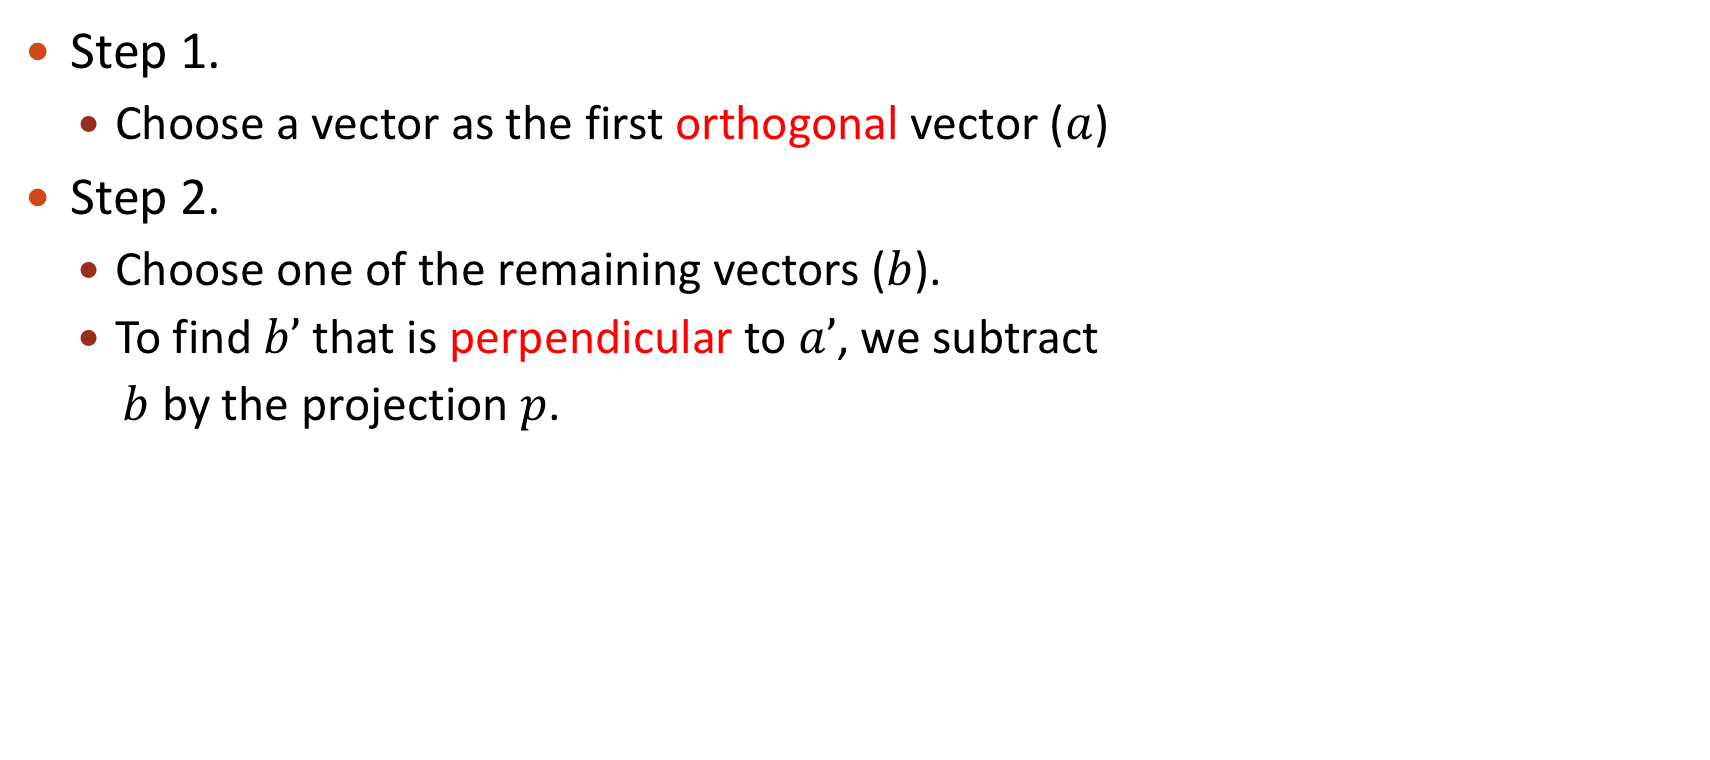 • Step 1.
• Choose a vector as the first orthogonal vector (a)
• Step 2.
• Choose one of the remaining vectors (b).
• To find b’ that is perpendicular to a’, we subtract
b by the projection p.